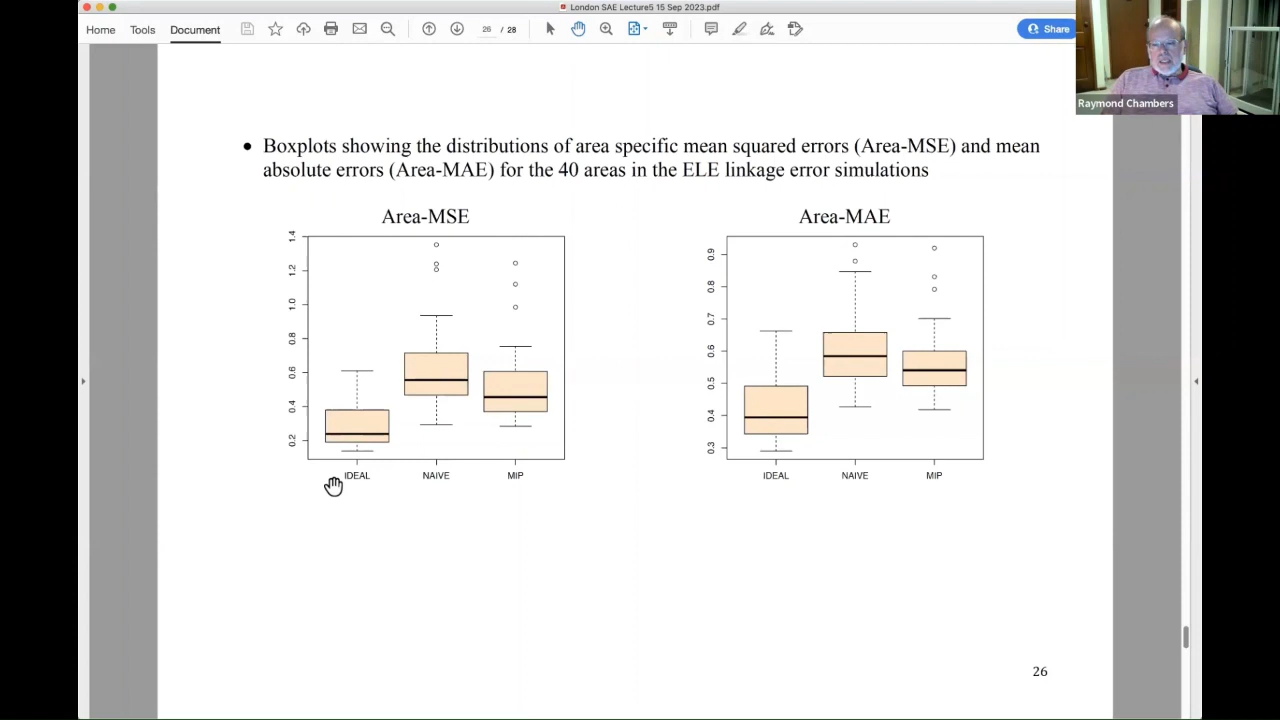 London SAE Lecture5 15 Sep 2023.pdf
Home Tools Document 26 / 28 Share
Raymond Chambers
• Boxplots showing the distributions of area specific mean squared errors (Area-MSE) and mean
absolute errors (Area-MAE) for the 40 areas in the ELE linkage error simulations
Area-MSE
1.4
1.2
1.0
0.8
0.6
0.4
0.2
IDEAL NAIVE MIP
Area-MAE
0.9
0.8
0.7
0.6
0.5
0.4
0.3
IDEAL NAIVE MIP
26